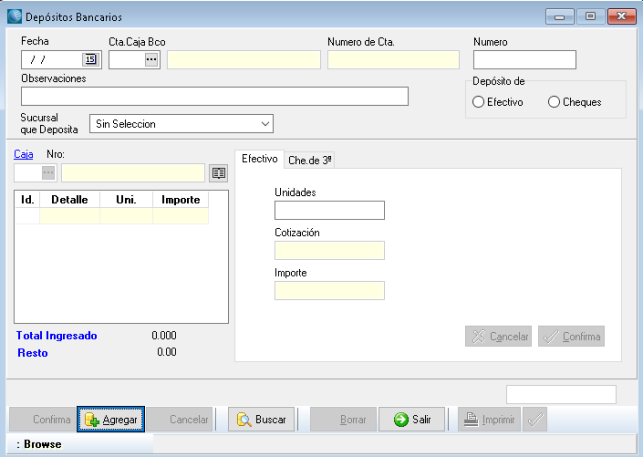 Depósitos Bancarios
Fecha Cta.Caja Bco Numero de Cta. Numero
/ / 15 ...
Observaciones
Depósito de
Efectivo Cheques
Sucursal
que Deposita Sin Seleccion
Caja Nro:
...
Efectivo Che.de 3º
Id. Detalle Uni. Importe
Unidades
Cotización
Importe
Total Ingresado 0.000
Resto 0.00
Cancelar Confirma
Confirma Agregar Cancelar Buscar Borrar Salir Imprimir
: Browse